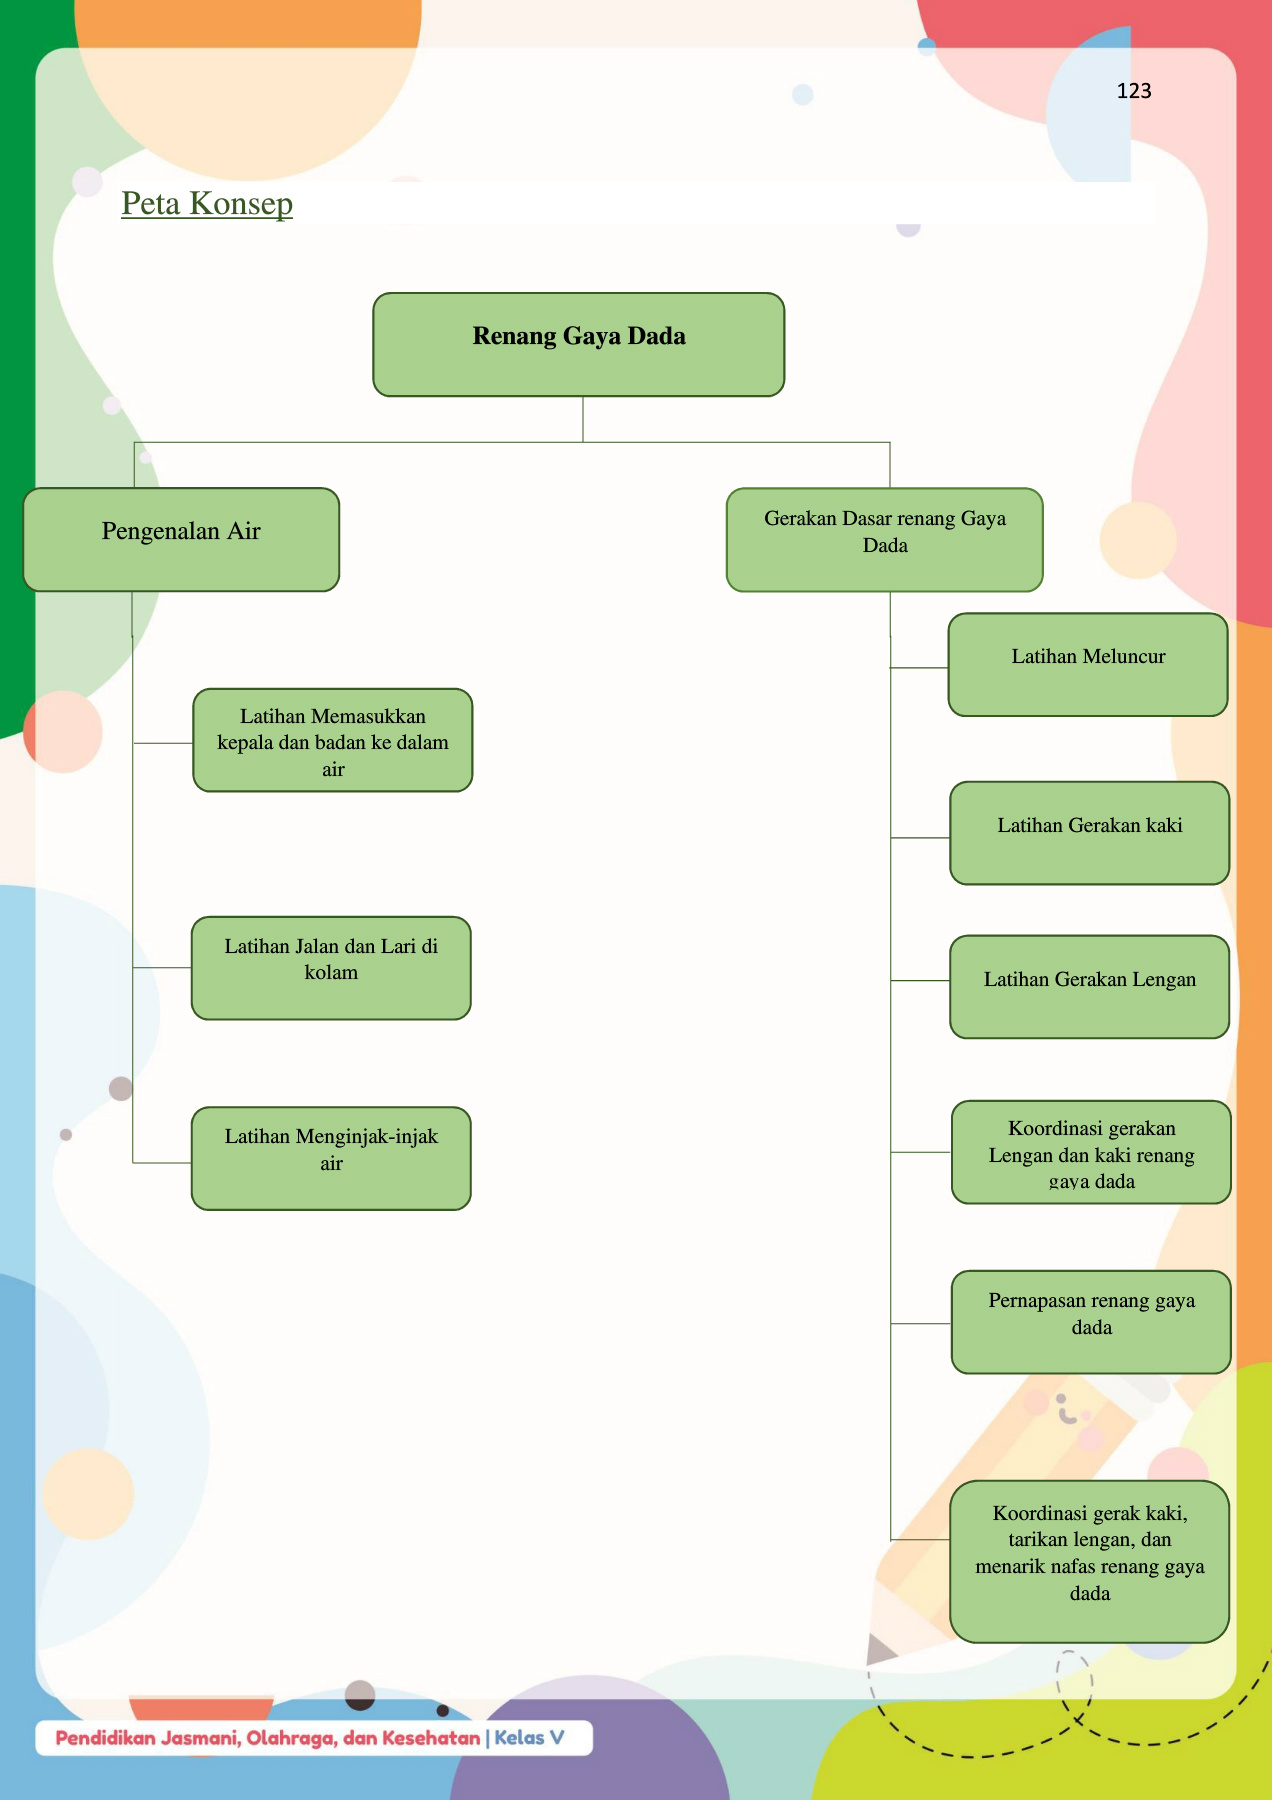 123
Peta Konsep
Renang Gaya Dada
Pengenalan Air
Latihan Memasukkan
kepala dan badan ke dalam
air
Latihan Jalan dan Lari di
kolam
Latihan Menginjak-injak
air
Gerakan Dasar renang Gaya
Dada
Latihan Meluncur
Latihan Gerakan kaki
Latihan Gerakan Lengan
Koordinasi gerakan
Lengan dan kaki renang
gaya dada
Pernapasan renang gaya
dada
Koordinasi gerak kaki,
tarikan lengan, dan
menarik nafas renang gaya
dada
Pendidikan Jasmani, Olahraga, dan Kesehatan | Kelas V